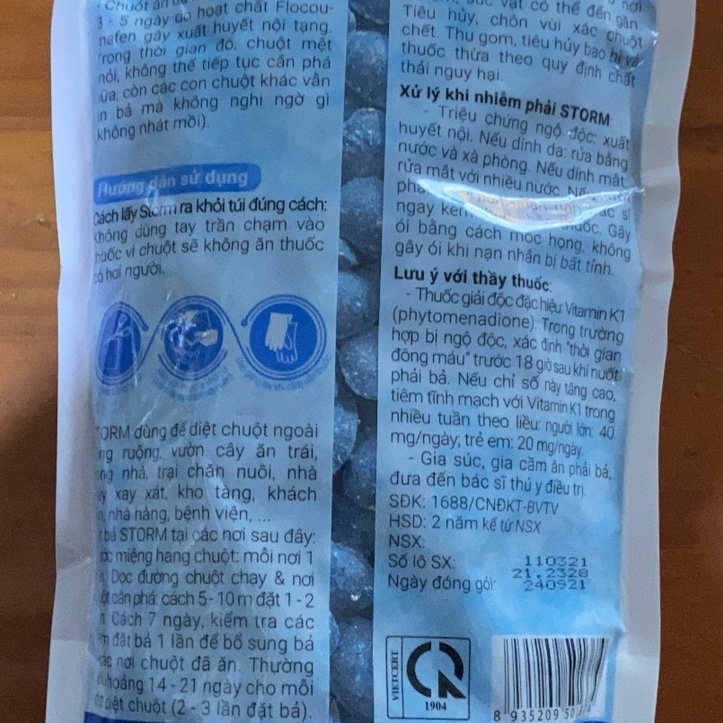 3 - 5 ngày do hoạt chất Flocou-
mafen gây xuất huyết nội tạng.
Trong thời gian đó, chuột mệt
mỏi, không thể tiếp tục cắn phá
nữa; còn các con chuột khác vẫn
ăn bả mà không nghi ngờ gì
không nhát mồi).
Hướng dẫn sử dụng
Cách lấy Storm ra khỏi túi đúng cách:
Không dùng tay trần chạm vào
thuốc vì chuột sẽ không ăn thuốc
có hơi người.
STORM dùng để diệt chuột ngoài
ruộng, vườn cây ăn trái,
nhà, trại chăn nuôi, nhà
xay xát, kho tàng, khách
nhà hàng, bệnh viện, ...
bả STORM tại các nơi sau đây:
miệng hang chuột: mỗi nơi 1
Dọc đường chuột chạy & nơi
cắn phá: cách 5- 10 m đặt 1 - 2
Cách 7 ngày, kiểm tra các
đặt bả 1 lần để bổ sung bả
nơi chuột đã ăn. Thường
khoảng 14 - 21 ngày cho mỗi
diệt chuột (2 - 3 lần đặt bả).
nơi
vật có thể đến gần.
Tiêu hủy, chôn vùi xác chuột
chết. Thu gom, tiêu hủy bao bì và
thuốc thừa theo quy định chất
thải nguy hại.
Xử lý khi nhiễm phải STORM:
- Triệu chứng ngộ độc: xuất
huyết nội. Nếu dính da: rửa bằng
nước và xà phòng. Nếu dính mắt:
rửa mắt với nhiều nước.
ngay kèm
ói bằng cách móc họng, không
gây ói khi nạn nhân bị bất tỉnh.
Lưu ý với thầy thuốc:
- Thuốc giải độc đặc hiệu: Vitamin K1
(phytomenadione). Trong trường
hợp bị ngộ độc, xác định "thời gian
đông máu" trước 18 giờ sau khi nuốt
phải bả. Nếu chỉ số này tăng cao,
tiêm tĩnh mạch với Vitamin K1 trong
nhiều tuần theo liều: người lớn: 40
mg/ngày; trẻ em: 20 mg/ngày.
- Gia súc, gia cầm ăn phải bả,
đưa đến bác sĩ thú y điều trị.
SĐK: 1688/CNĐKT-BVTV
HSD: 2 năm kể từ NSX
NSX:
Số lô SX: 110321
21.2328
Ngày đóng gói: 240921
VIETCERT
1904
8 935209 50